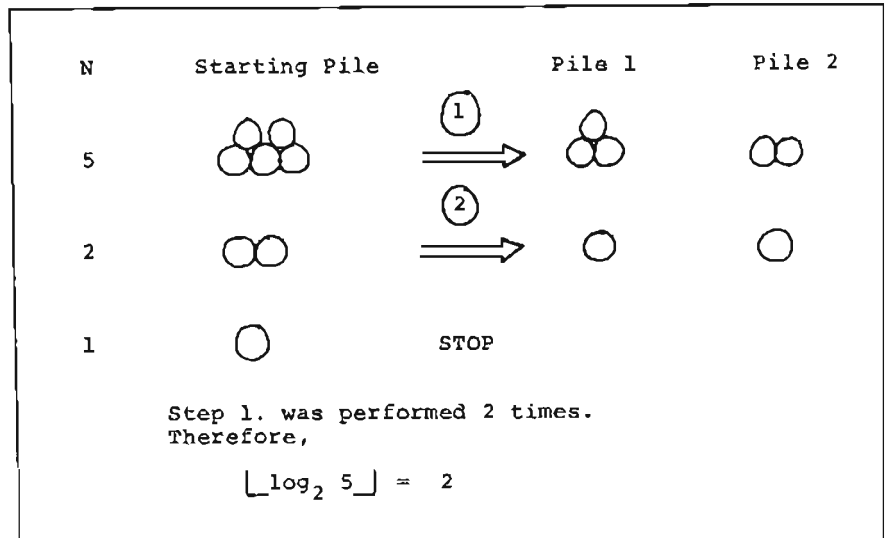 N Starting Pile Pile 1 Pile 2
1
5
2
2
1 STOP
Step 1. was performed 2 times.
Therefore,
⌊log₂ 5⌋ = 2